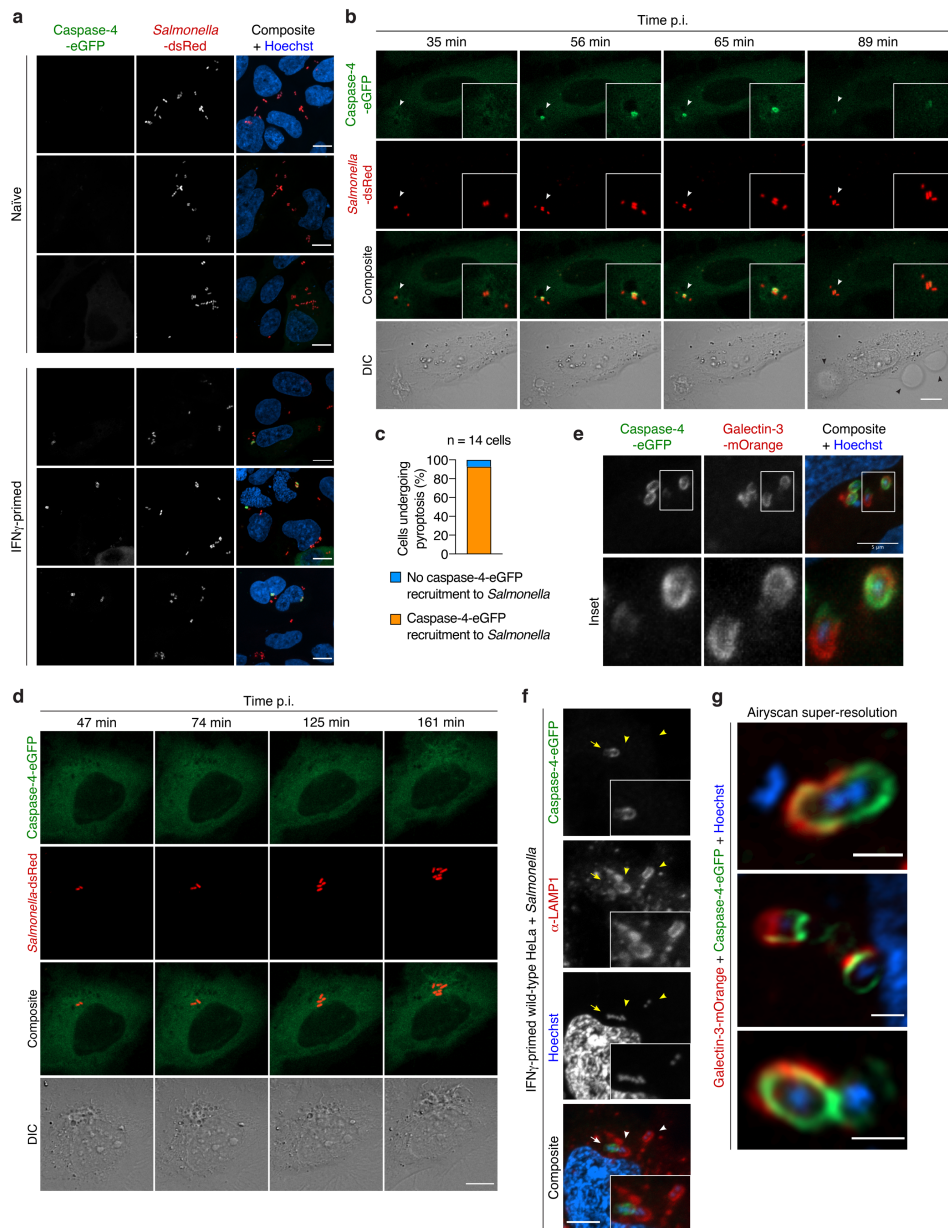 a
Caspase-4
-eGFP
Salmonella
-dsRed
Composite
+ Hoechst
Naïve
IFNγ-primed
b
Time p.i.
35 min
56 min
65 min
89 min
Caspase-4
-eGFP
Salmonella
-dsRed
Composite
DIC
c
n = 14 cells
Cells undergoing
pyroptosis (%)
100
80
60
40
20
0
No caspase-4-eGFP
recruitment to Salmonella
Caspase-4-eGFP
recruitment to Salmonella
e
Caspase-4
-eGFP
Galectin-3
-mOrange
Composite
+ Hoechst
5 µm
Inset
d
Time p.i.
47 min
74 min
125 min
161 min
Caspase-4-eGFP
Salmonella-dsRed
Composite
DIC
f
IFNγ-primed wild-type HeLa + Salmonella
Caspase-4-eGFP
α-LAMP1
Hoechst
Composite
g
Airyscan super-resolution
Galectin-3-mOrange + Caspase-4-eGFP + Hoechst